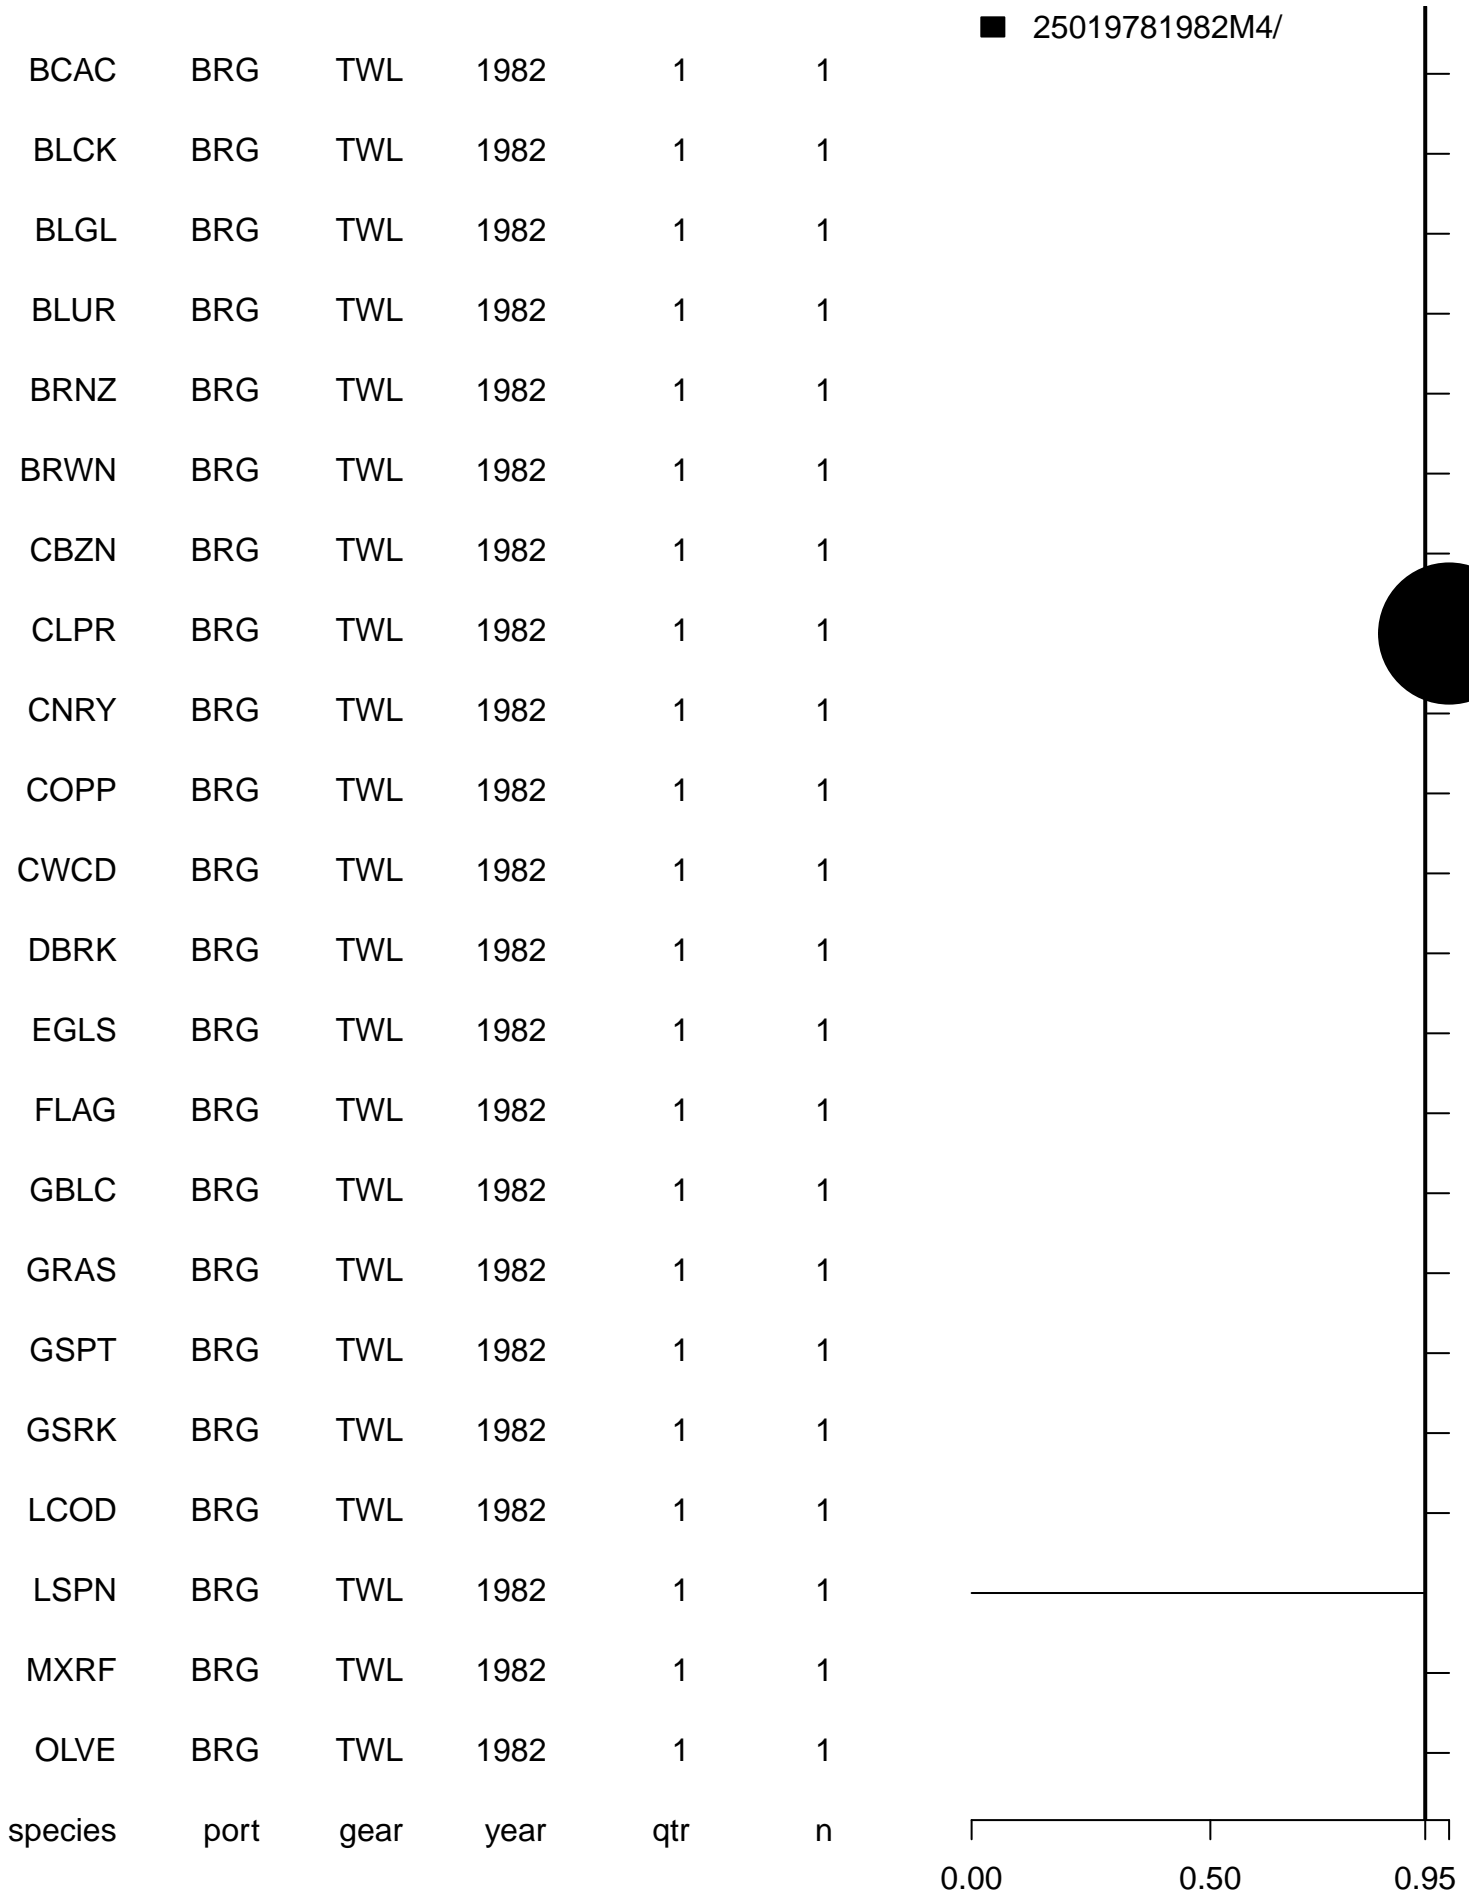 25019781982M4/
BCAC BRG TWL 1982 1 1
BLCK BRG TWL 1982 1 1
BLGL BRG TWL 1982 1 1
BLUR BRG TWL 1982 1 1
BRNZ BRG TWL 1982 1 1
BRWN BRG TWL 1982 1 1
CBZN BRG TWL 1982 1 1
CLPR BRG TWL 1982 1 1
CNRY BRG TWL 1982 1 1
COPP BRG TWL 1982 1 1
CWCD BRG TWL 1982 1 1
DBRK BRG TWL 1982 1 1
EGLS BRG TWL 1982 1 1
FLAG BRG TWL 1982 1 1
GBLC BRG TWL 1982 1 1
GRAS BRG TWL 1982 1 1
GSPT BRG TWL 1982 1 1
GSRK BRG TWL 1982 1 1
LCOD BRG TWL 1982 1 1
LSPN BRG TWL 1982 1 1
MXRF BRG TWL 1982 1 1
OLVE BRG TWL 1982 1 1
species port gear year qtr n
0.00 0.50 0.95